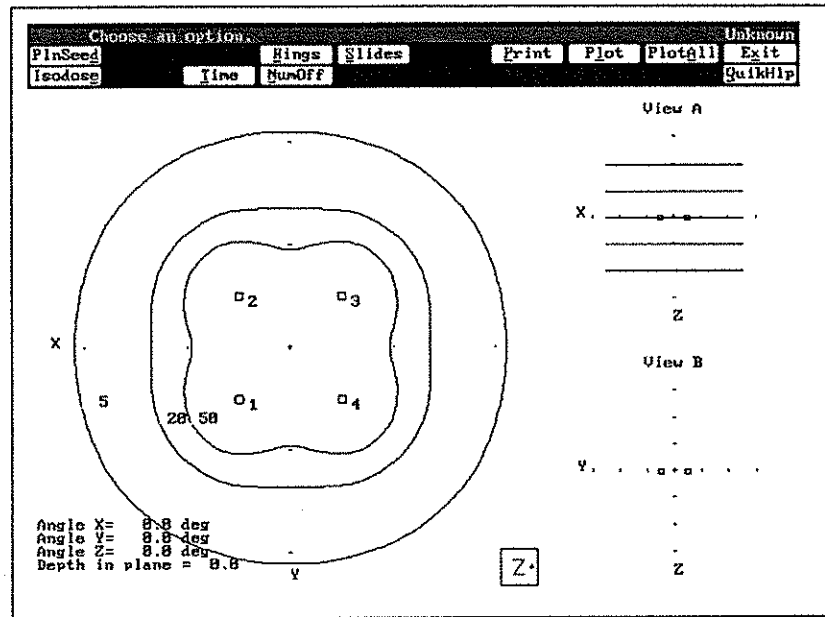 Choose an option. Unknown
PlnSeed Rings Slides Print Plot PlotAll Exit
Isodose Time NumOff QuikHlp
View A
2 3
X
X
Z
View B
5
1 4
20 50
Y
Angle X= 0.0 deg
Angle Y= 0.0 deg
Angle Z= 0.0 deg
Depth in plane = 0.0
Y
Z
Z